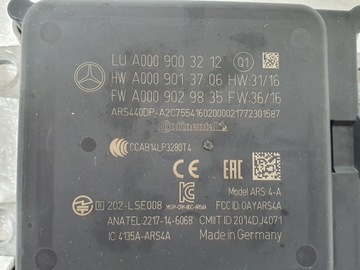 LU A000 900 32 12 Q1
HW A000 901 37 06 HW:31/16
FW A000 902 98 35 FW:36/16
ARS440DP-A2C75541602000021772301587
Continental
CCAB14LP3280T4
CE EAC
Model ARS 4-A
R 202-LSE008
FCC ID: OAYARS4A
ANATEL: 2217-14-6068
CMIIT ID 2014DJ4071
IC: 4135A-ARS4A
Made in Germany